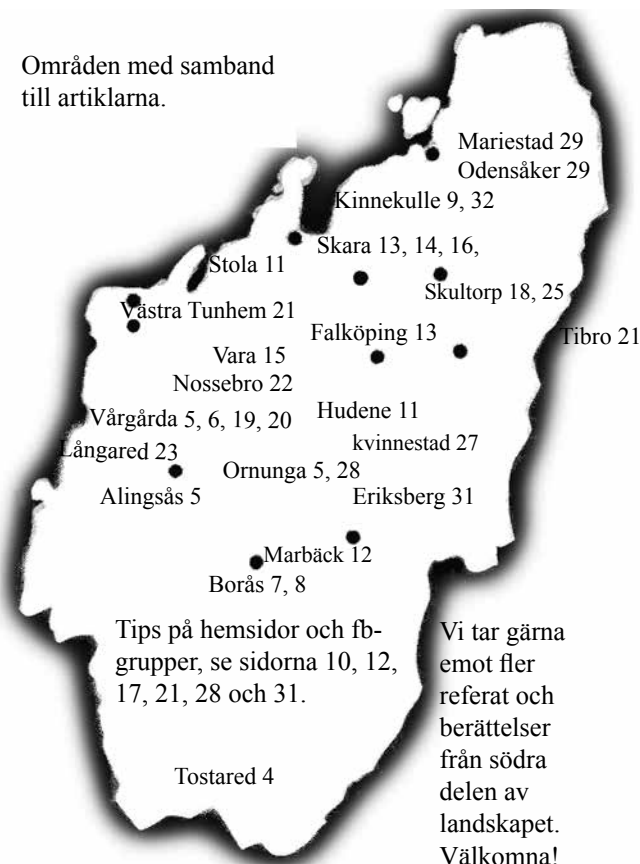 Områden med samband
till artiklarna.
Mariestad 29
Odensåker 29
Kinnekulle 9, 32
Skara 13, 14, 16,
Stola 11
Skultorp 18, 25
Västra Tunhem 21
Falköping 13
Tibro 21
Vara 15
Nossebro 22
Vårgårda 5, 6, 19, 20
Hudene 11
kvinnestad 27
Långared 23
Ornunga 5, 28
Alingsås 5
Eriksberg 31
Marbäck 12
Borås 7, 8
Tips på hemsidor och fb-
grupper, se sidorna 10, 12,
17, 21, 28 och 31.
Vi tar gärna
emot fler
referat och
berättelser
från södra
delen av
landskapet.
Välkomna!
Tostared 4